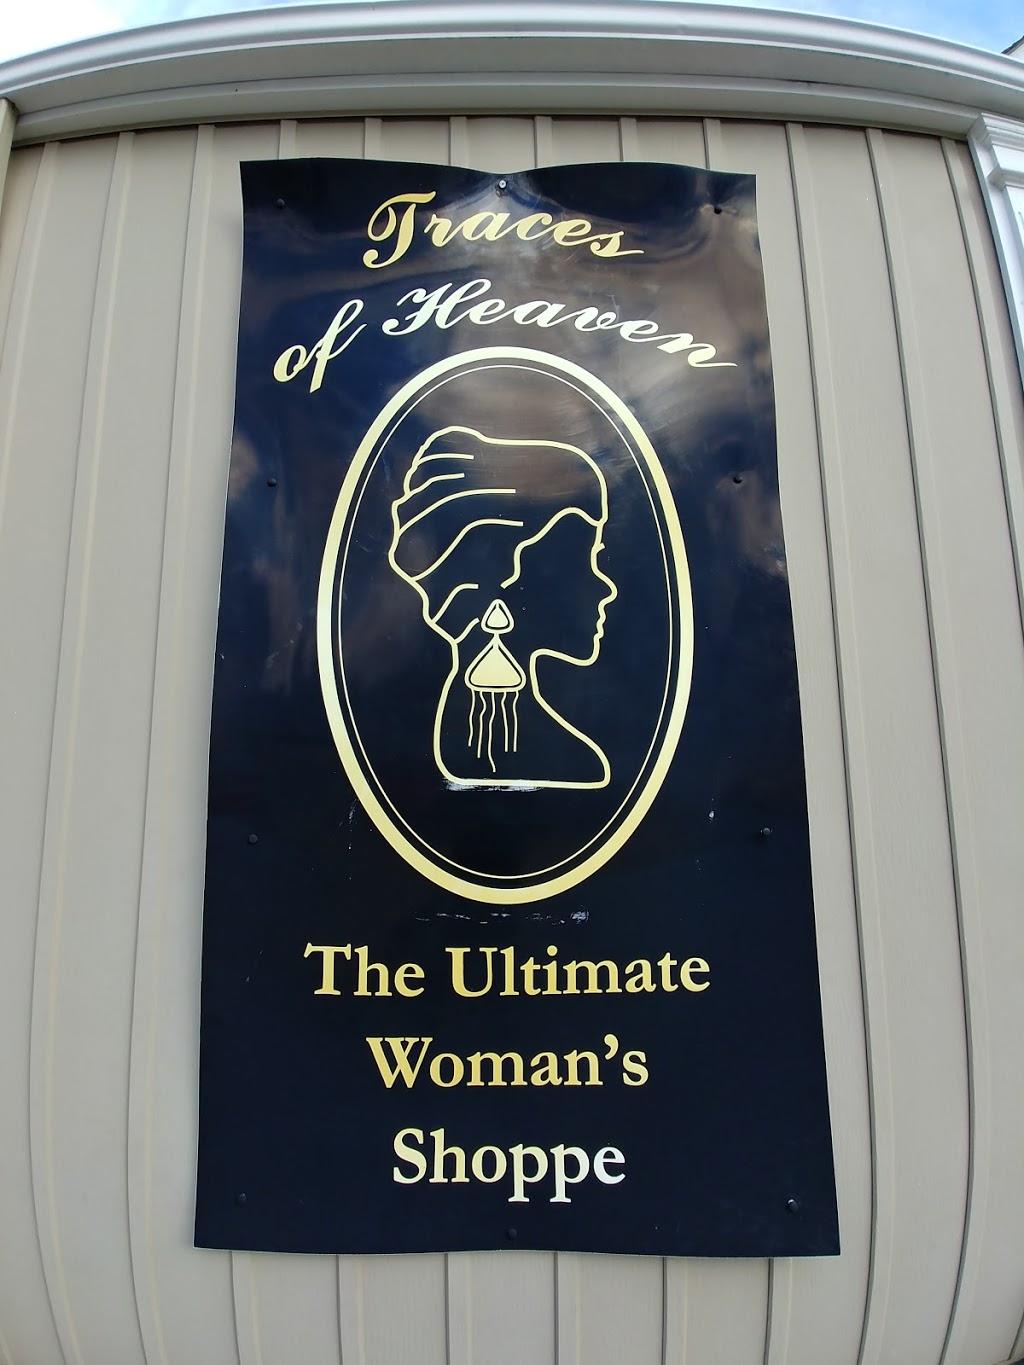 Traces
of Heaven
The Ultimate
Woman's
Shoppe